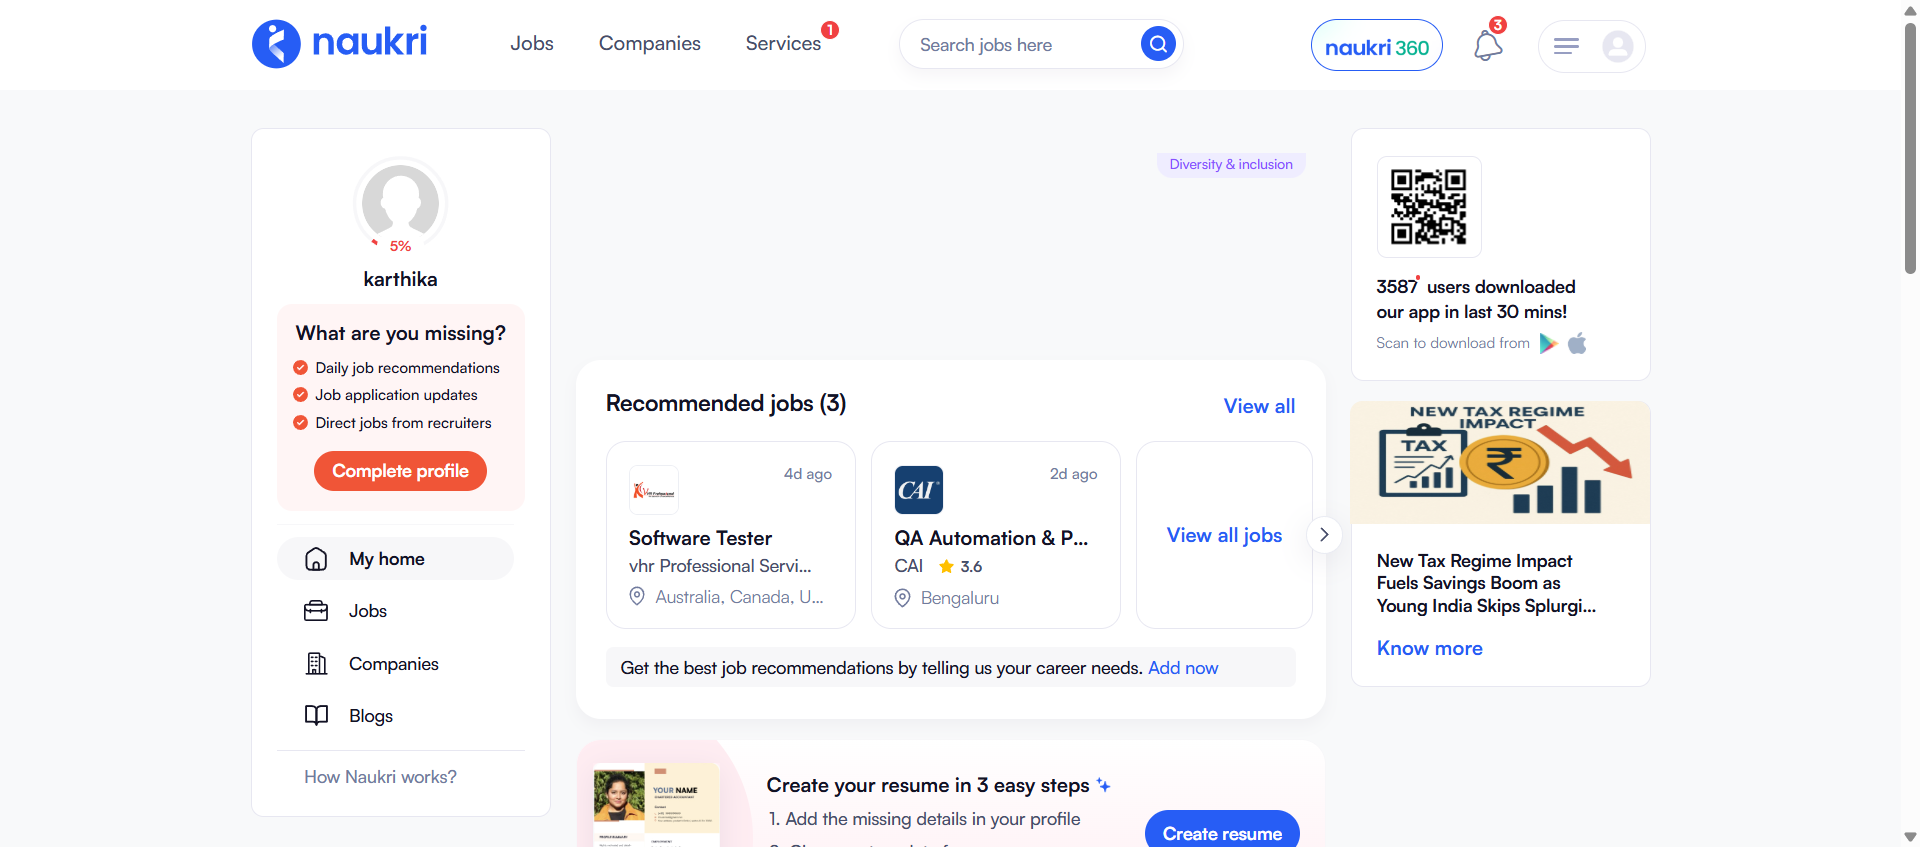 naukri
Jobs
Companies
Services
1
Search jobs here
naukri 360
3
5%
karthika
What are you missing?
Daily job recommendations
Job application updates
Direct jobs from recruiters
Complete profile
My home
Jobs
Companies
Blogs
How Naukri works?
Diversity & inclusion
Recommended jobs (3)
View all
4d ago
Software Tester
vhr Professional Servi...
Australia, Canada, U...
CAI
2d ago
QA Automation & P...
CAI 3.6
Bengaluru
View all jobs
Get the best job recommendations by telling us your career needs. Add now
YOUR NAME
Create your resume in 3 easy steps
1. Add the missing details in your profile
Create resume
3587 users downloaded
our app in last 30 mins!
Scan to download from
NEW TAX REGIME
IMPACT
TAX
₹
New Tax Regime Impact
Fuels Savings Boom as
Young India Skips Splurgi...
Know more